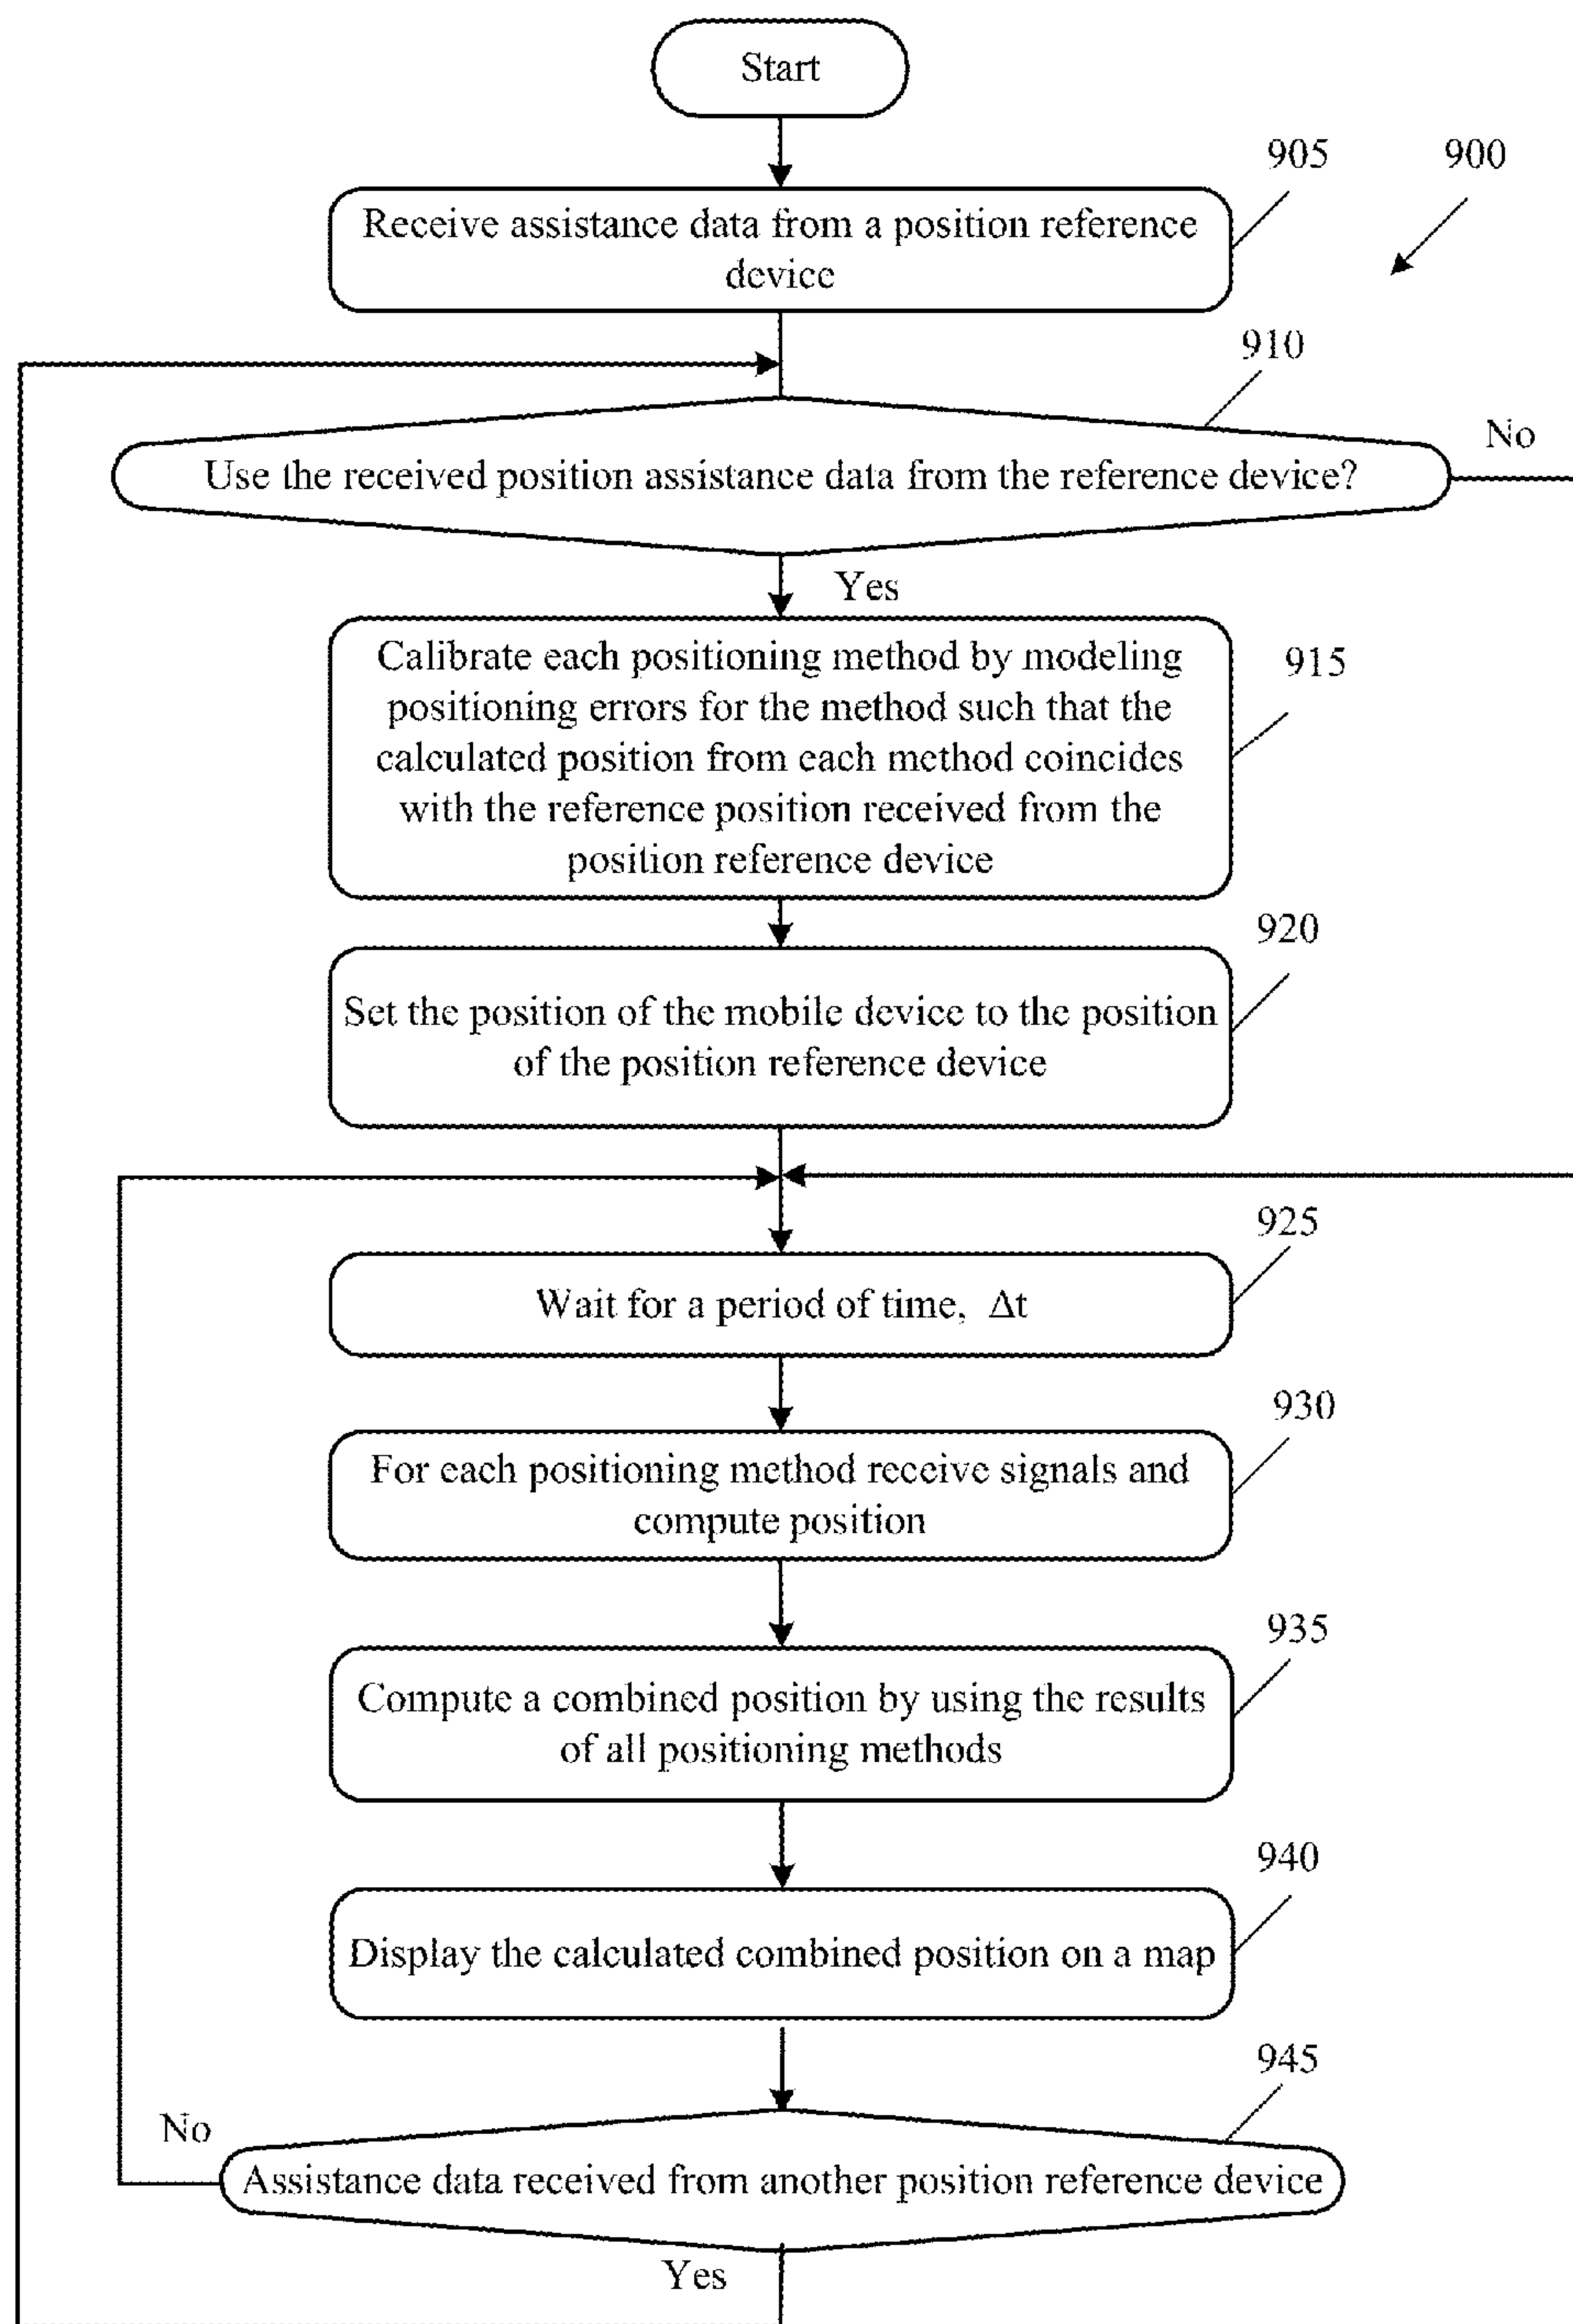 Start
905
900
Receive assistance data from a position reference
device
910
No
Use the received position assistance data from the reference device?
Yes
Calibrate each positioning method by modeling
positioning errors for the method such that the
calculated position from each method coincides
with the reference position received from the
position reference device
915
920
Set the position of the mobile device to the position
of the position reference device
925
Wait for a period of time, Δt
930
For each positioning method receive signals and
compute position
935
Compute a combined position by using the results
of all positioning methods
940
Display the calculated combined position on a map
945
No
Assistance data received from another position reference device
Yes